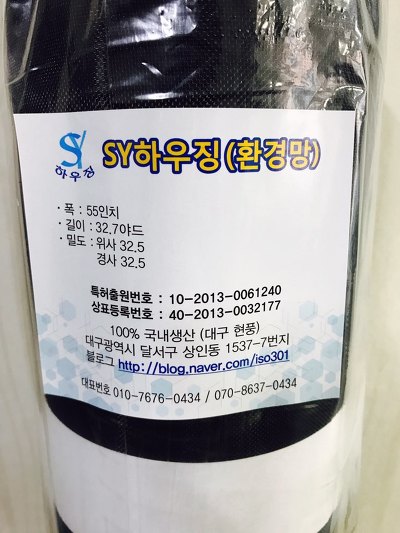 SY
하우징
SY하우징(환경망)
· 폭 : 55인치
· 길이 : 32.7야드
· 밀도 : 위사 32.5
경사 32.5
특허출원번호 : 10-2013-0061240
상표등록번호 : 40-2013-0032177
100% 국내생산 (대구 현풍)
대구광역시 달서구 상인동 1537-7번지
블로그 http://blog.naver.com/iso301
대표번호 010-7676-0434 / 070-8637-0434